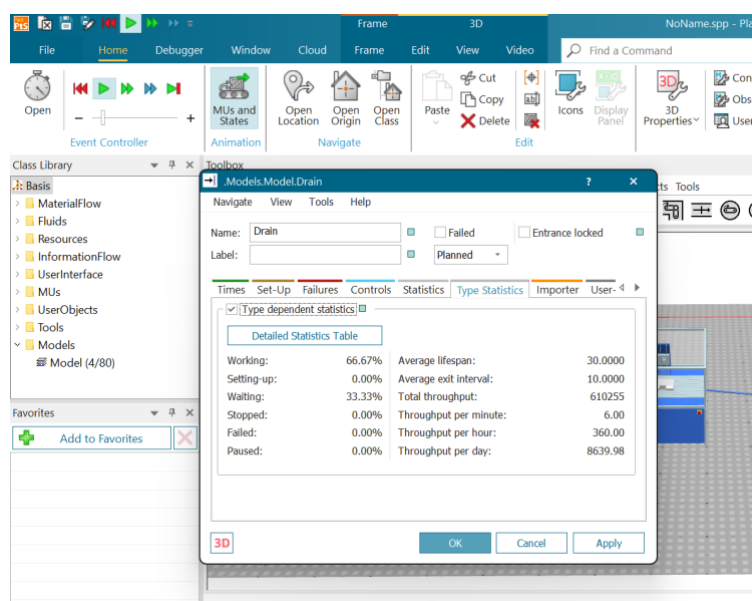 PLS
Frame
3D
NoName.spp - Pla
File
Home
Debugger
Window
Cloud
Frame
Edit
View
Video
Find a Command
Open
Event Controller
MUs and States
Animation
Open Location
Open Origin
Open Class
Navigate
Paste
Cut
Copy
Delete
Edit
Icons
Display Panel
3D
3D Properties
Con
Obs
User
Class Library
Basis
MaterialFlow
Fluids
Resources
InformationFlow
UserInterface
MUs
UserObjects
Tools
Models
Model (4/80)
Favorites
Add to Favorites
Toolbox
cts Tools
.Models.Model.Drain
?
Navigate View Tools Help
Name: Drain
Failed
Entrance locked
Label:
Planned
Times Set-Up Failures Controls Statistics Type Statistics Importer User-
Type dependent statistics
Detailed Statistics Table
Working: 66.67% Average lifespan: 30.0000
Setting-up: 0.00% Average exit interval: 10.0000
Waiting: 33.33% Total throughput: 610255
Stopped: 0.00% Throughput per minute: 6.00
Failed: 0.00% Throughput per hour: 360.00
Paused: 0.00% Throughput per day: 8639.98
3D
OK
Cancel
Apply